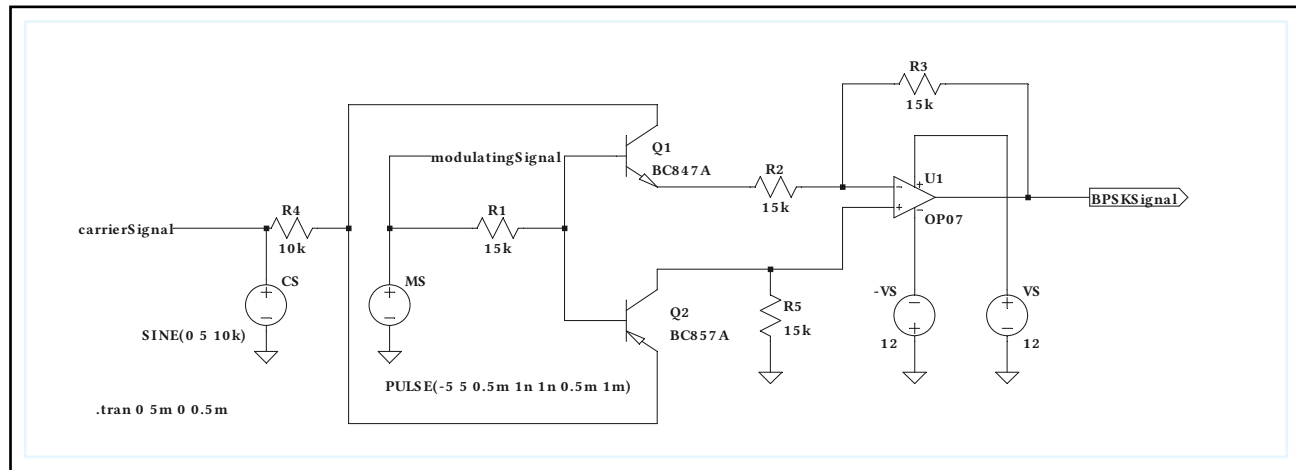 R3
15k
Q1
BC847A
modulatingSignal
R2
15k
U1
OP07
BPSKSignal
R4
10k
carrierSignal
R1
15k
CS
SINE(0 5 10k)
MS
PULSE(-5 5 0.5m 1n 1n 0.5m 1m)
Q2
BC857A
R5
15k
-VS
12
VS
12
.tran 0 5m 0 0.5m